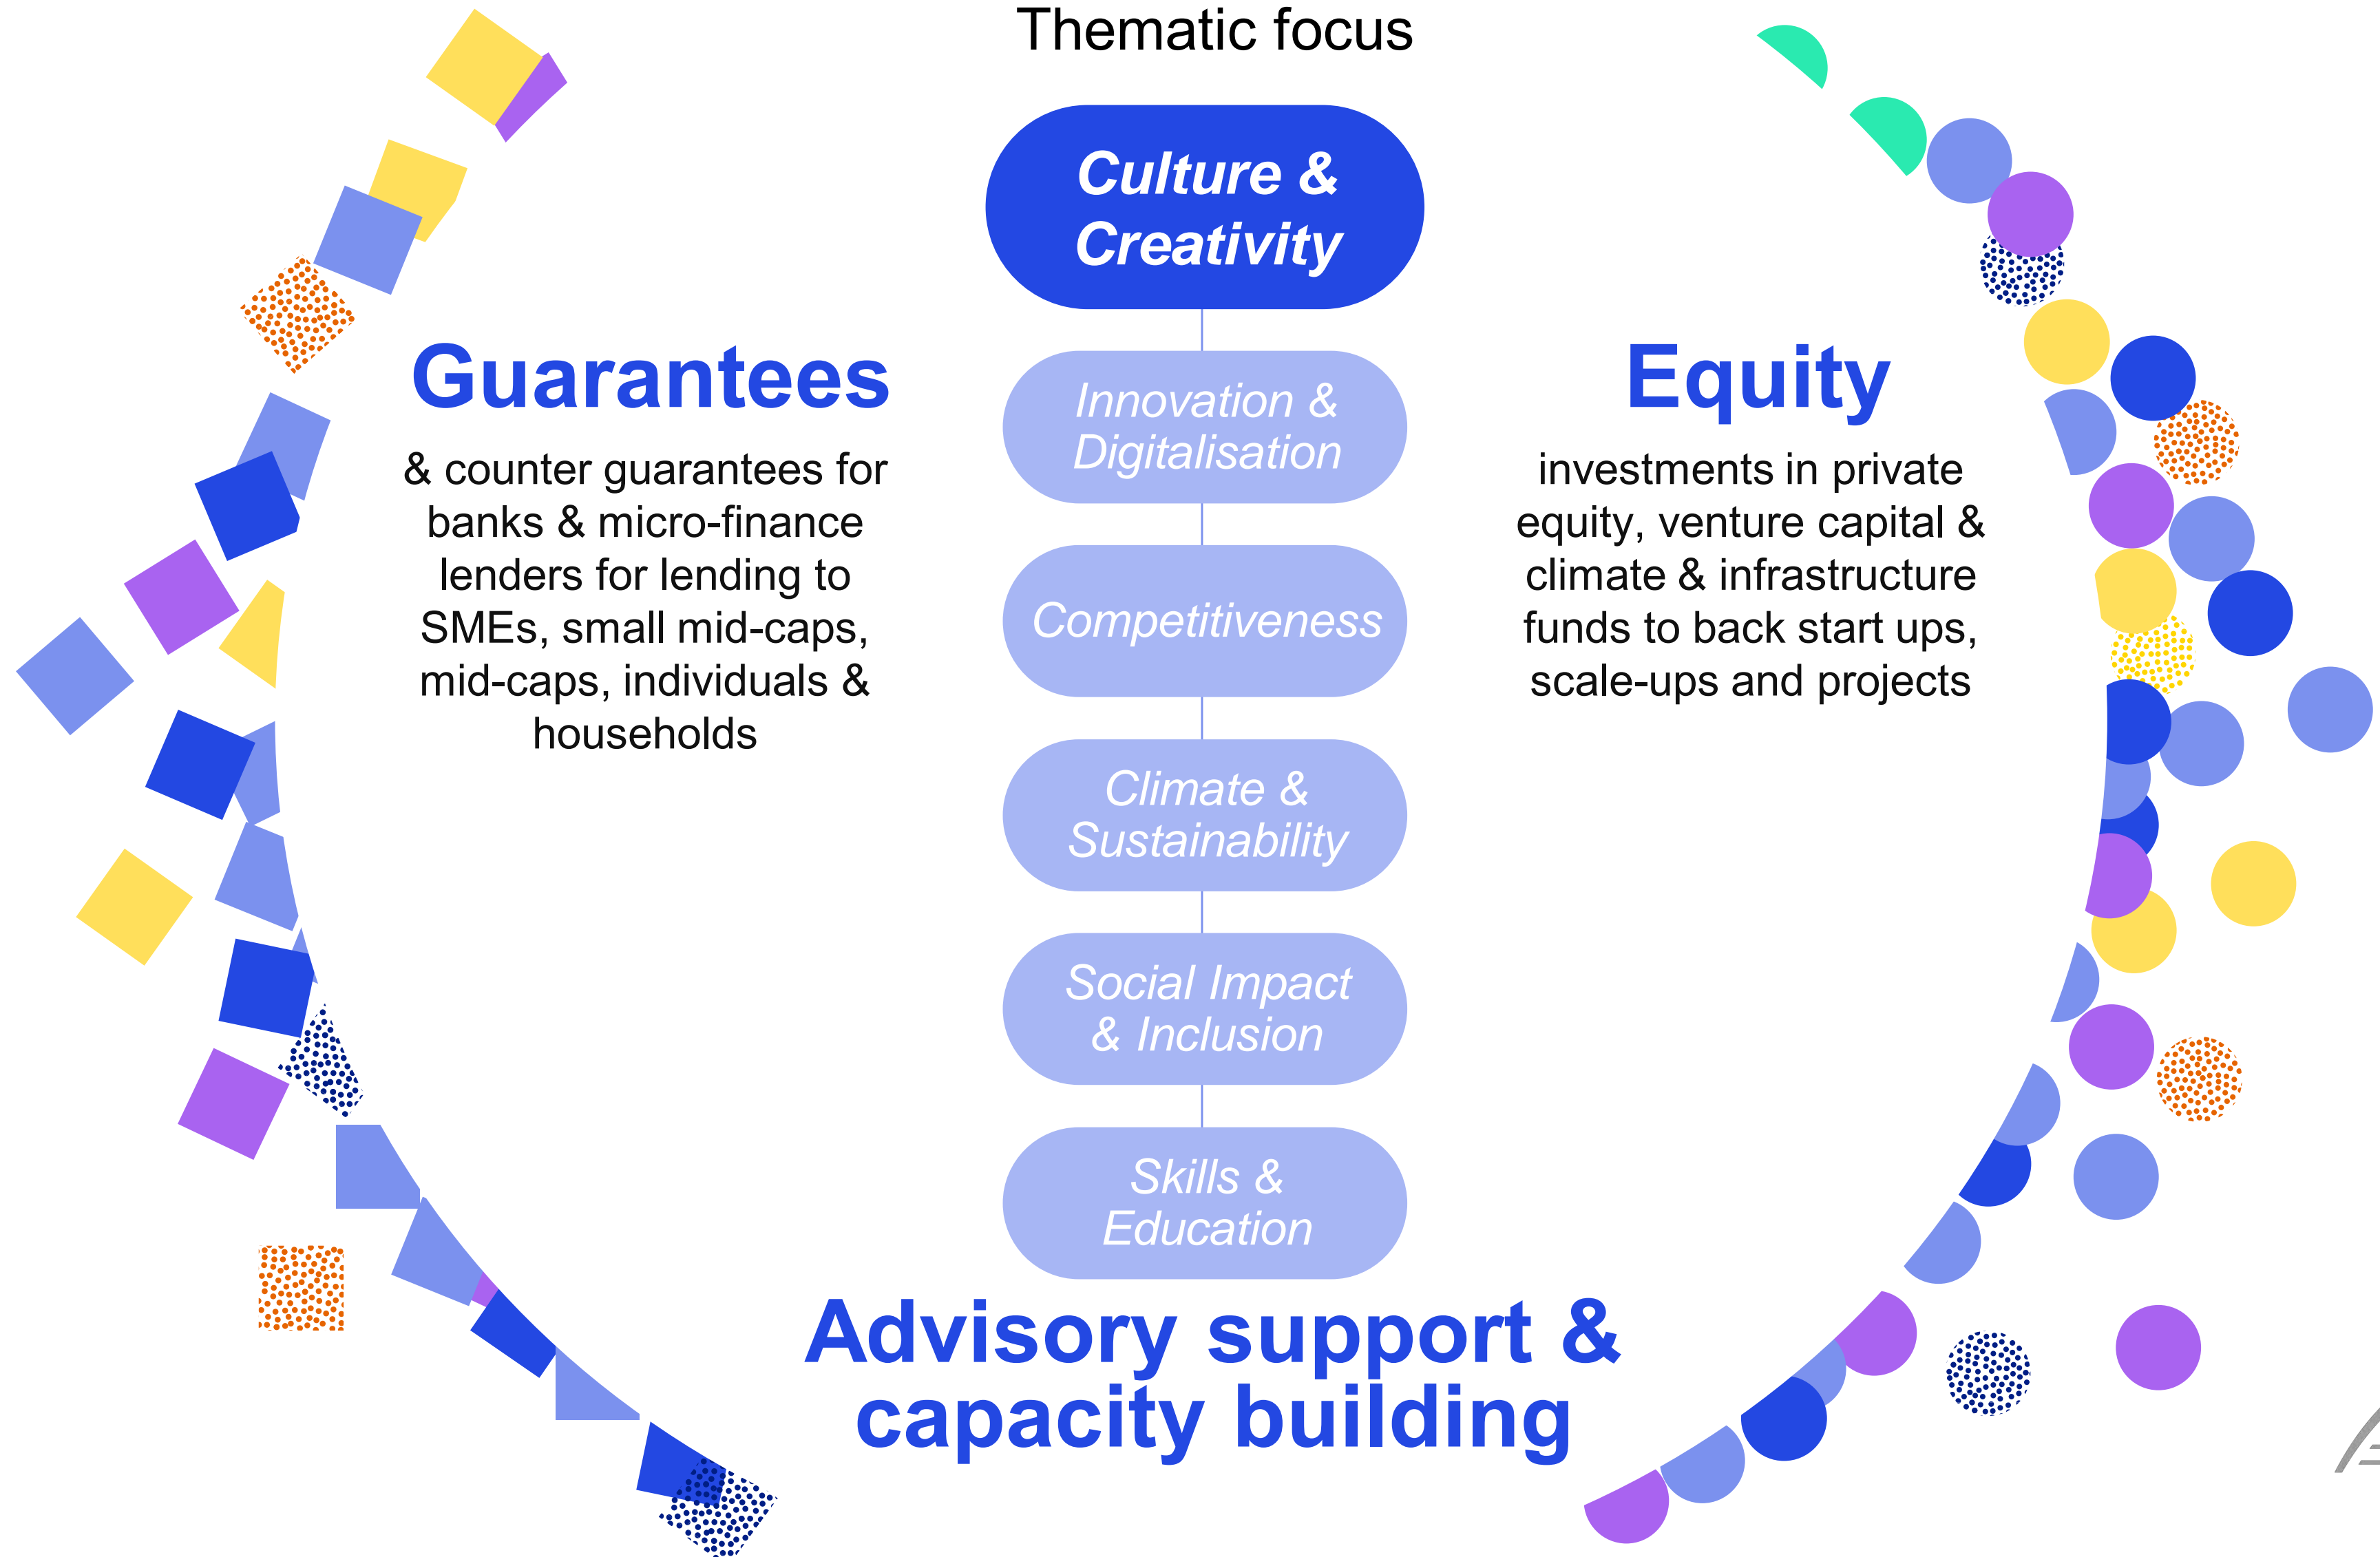 Thematic focus
Culture &
Creativity
Innovation &
Digitalisation
Competitiveness
Climate &
Sustainability
Social Impact
& Inclusion
Skills &
Education
Guarantees
& counter guarantees for
banks & micro-finance
lenders for lending to
SMEs, small mid-caps,
mid-caps, individuals &
households
Equity
investments in private
equity, venture capital &
climate & infrastructure
funds to back start ups,
scale-ups and projects
Advisory support &
capacity building